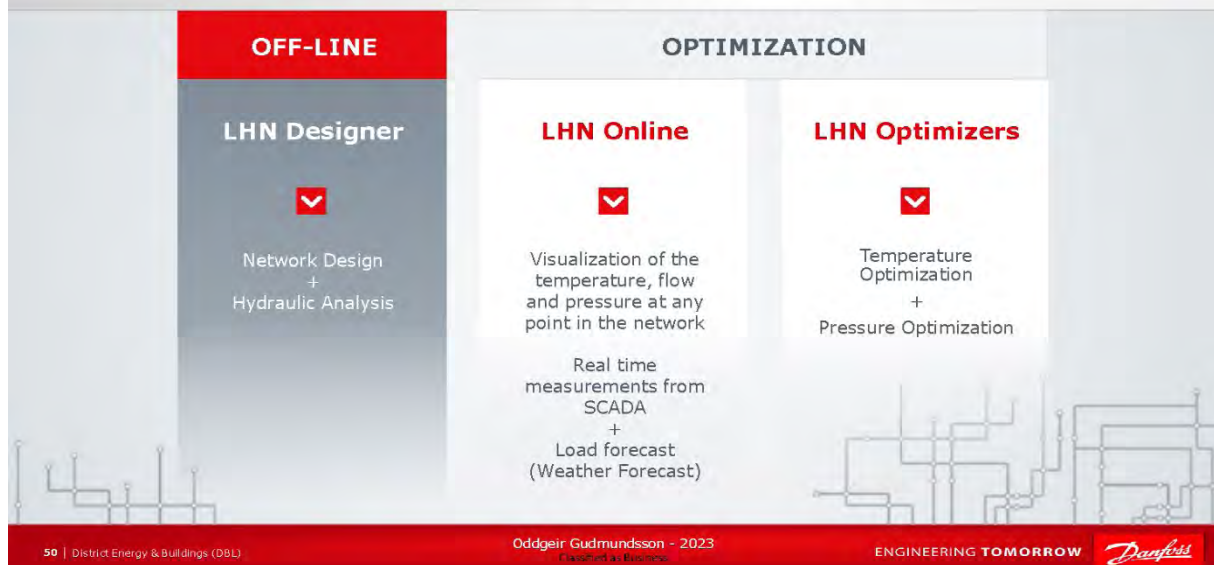 OFF-LINE
OPTIMIZATION
LHN Designer
Network Design
+
Hydraulic Analysis
LHN Online
Visualization of the
temperature, flow
and pressure at any
point in the network
Real time
measurements from
SCADA
+
Load forecast
(Weather Forecast)
LHN Optimizers
Temperature
Optimization
+
Pressure Optimization
50 | District Energy & Buildings (DBL)
Oddgeir Gudmundsson - 2023
Classified as Business
ENGINEERING TOMORROW
Danfoss